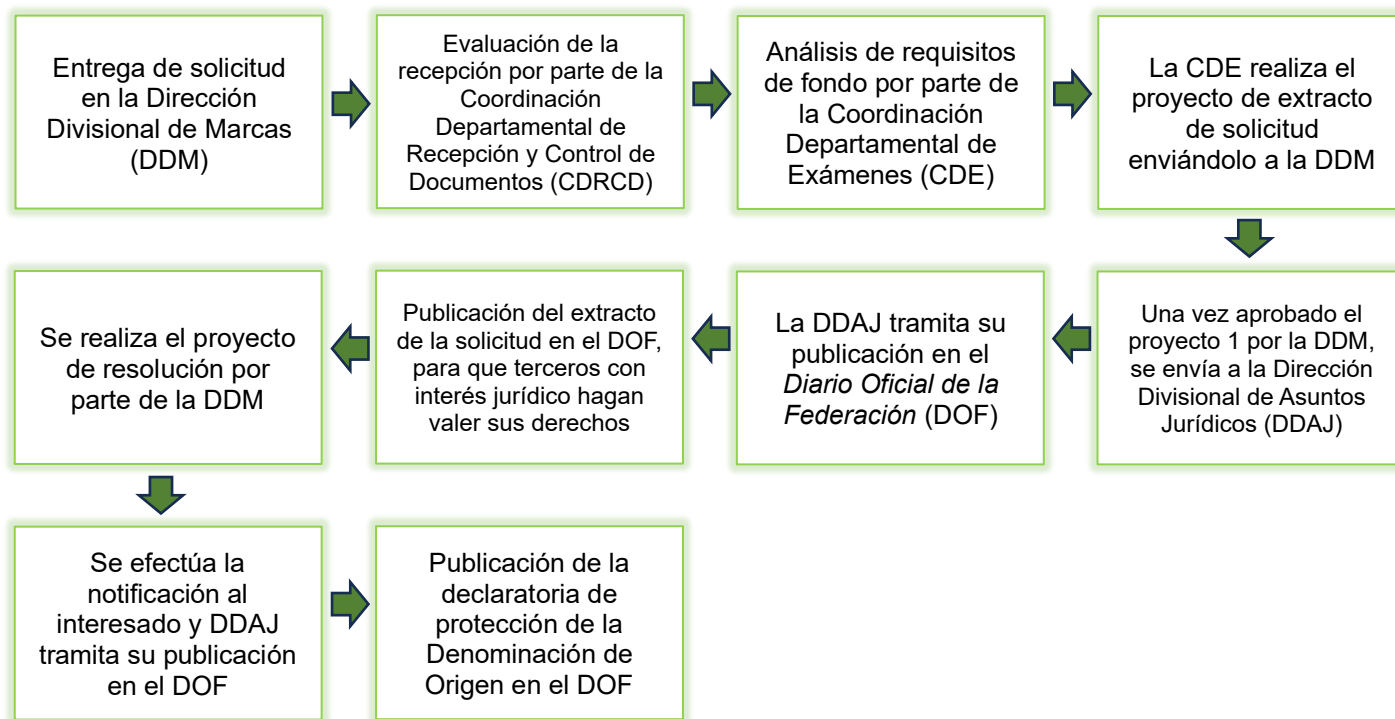 Entrega de solicitud
en la Dirección
Divisional de Marcas
(DDM)
Evaluación de la
recepción por parte de la
Coordinación
Departamental de
Recepción y Control de
Documentos (CDRCD)
Análisis de requisitos
de fondo por parte de
la Coordinación
Departamental de
Exámenes (CDE)
La CDE realiza el
proyecto de extracto
de solicitud
enviándolo a la DDM
Una vez aprobado el
proyecto 1 por la DDM,
se envía a la Dirección
Divisional de Asuntos
Jurídicos (DDAJ)
La DDAJ tramita su
publicación en el
Diario Oficial de la
Federación (DOF)
Publicación del extracto
de la solicitud en el DOF,
para que terceros con
interés jurídico hagan
valer sus derechos
Se realiza el proyecto
de resolución por
parte de la DDM
Se efectúa la
notificación al
interesado y DDAJ
tramita su publicación
en el DOF
Publicación de la
declaratoria de
protección de la
Denominación de
Origen en el DOF